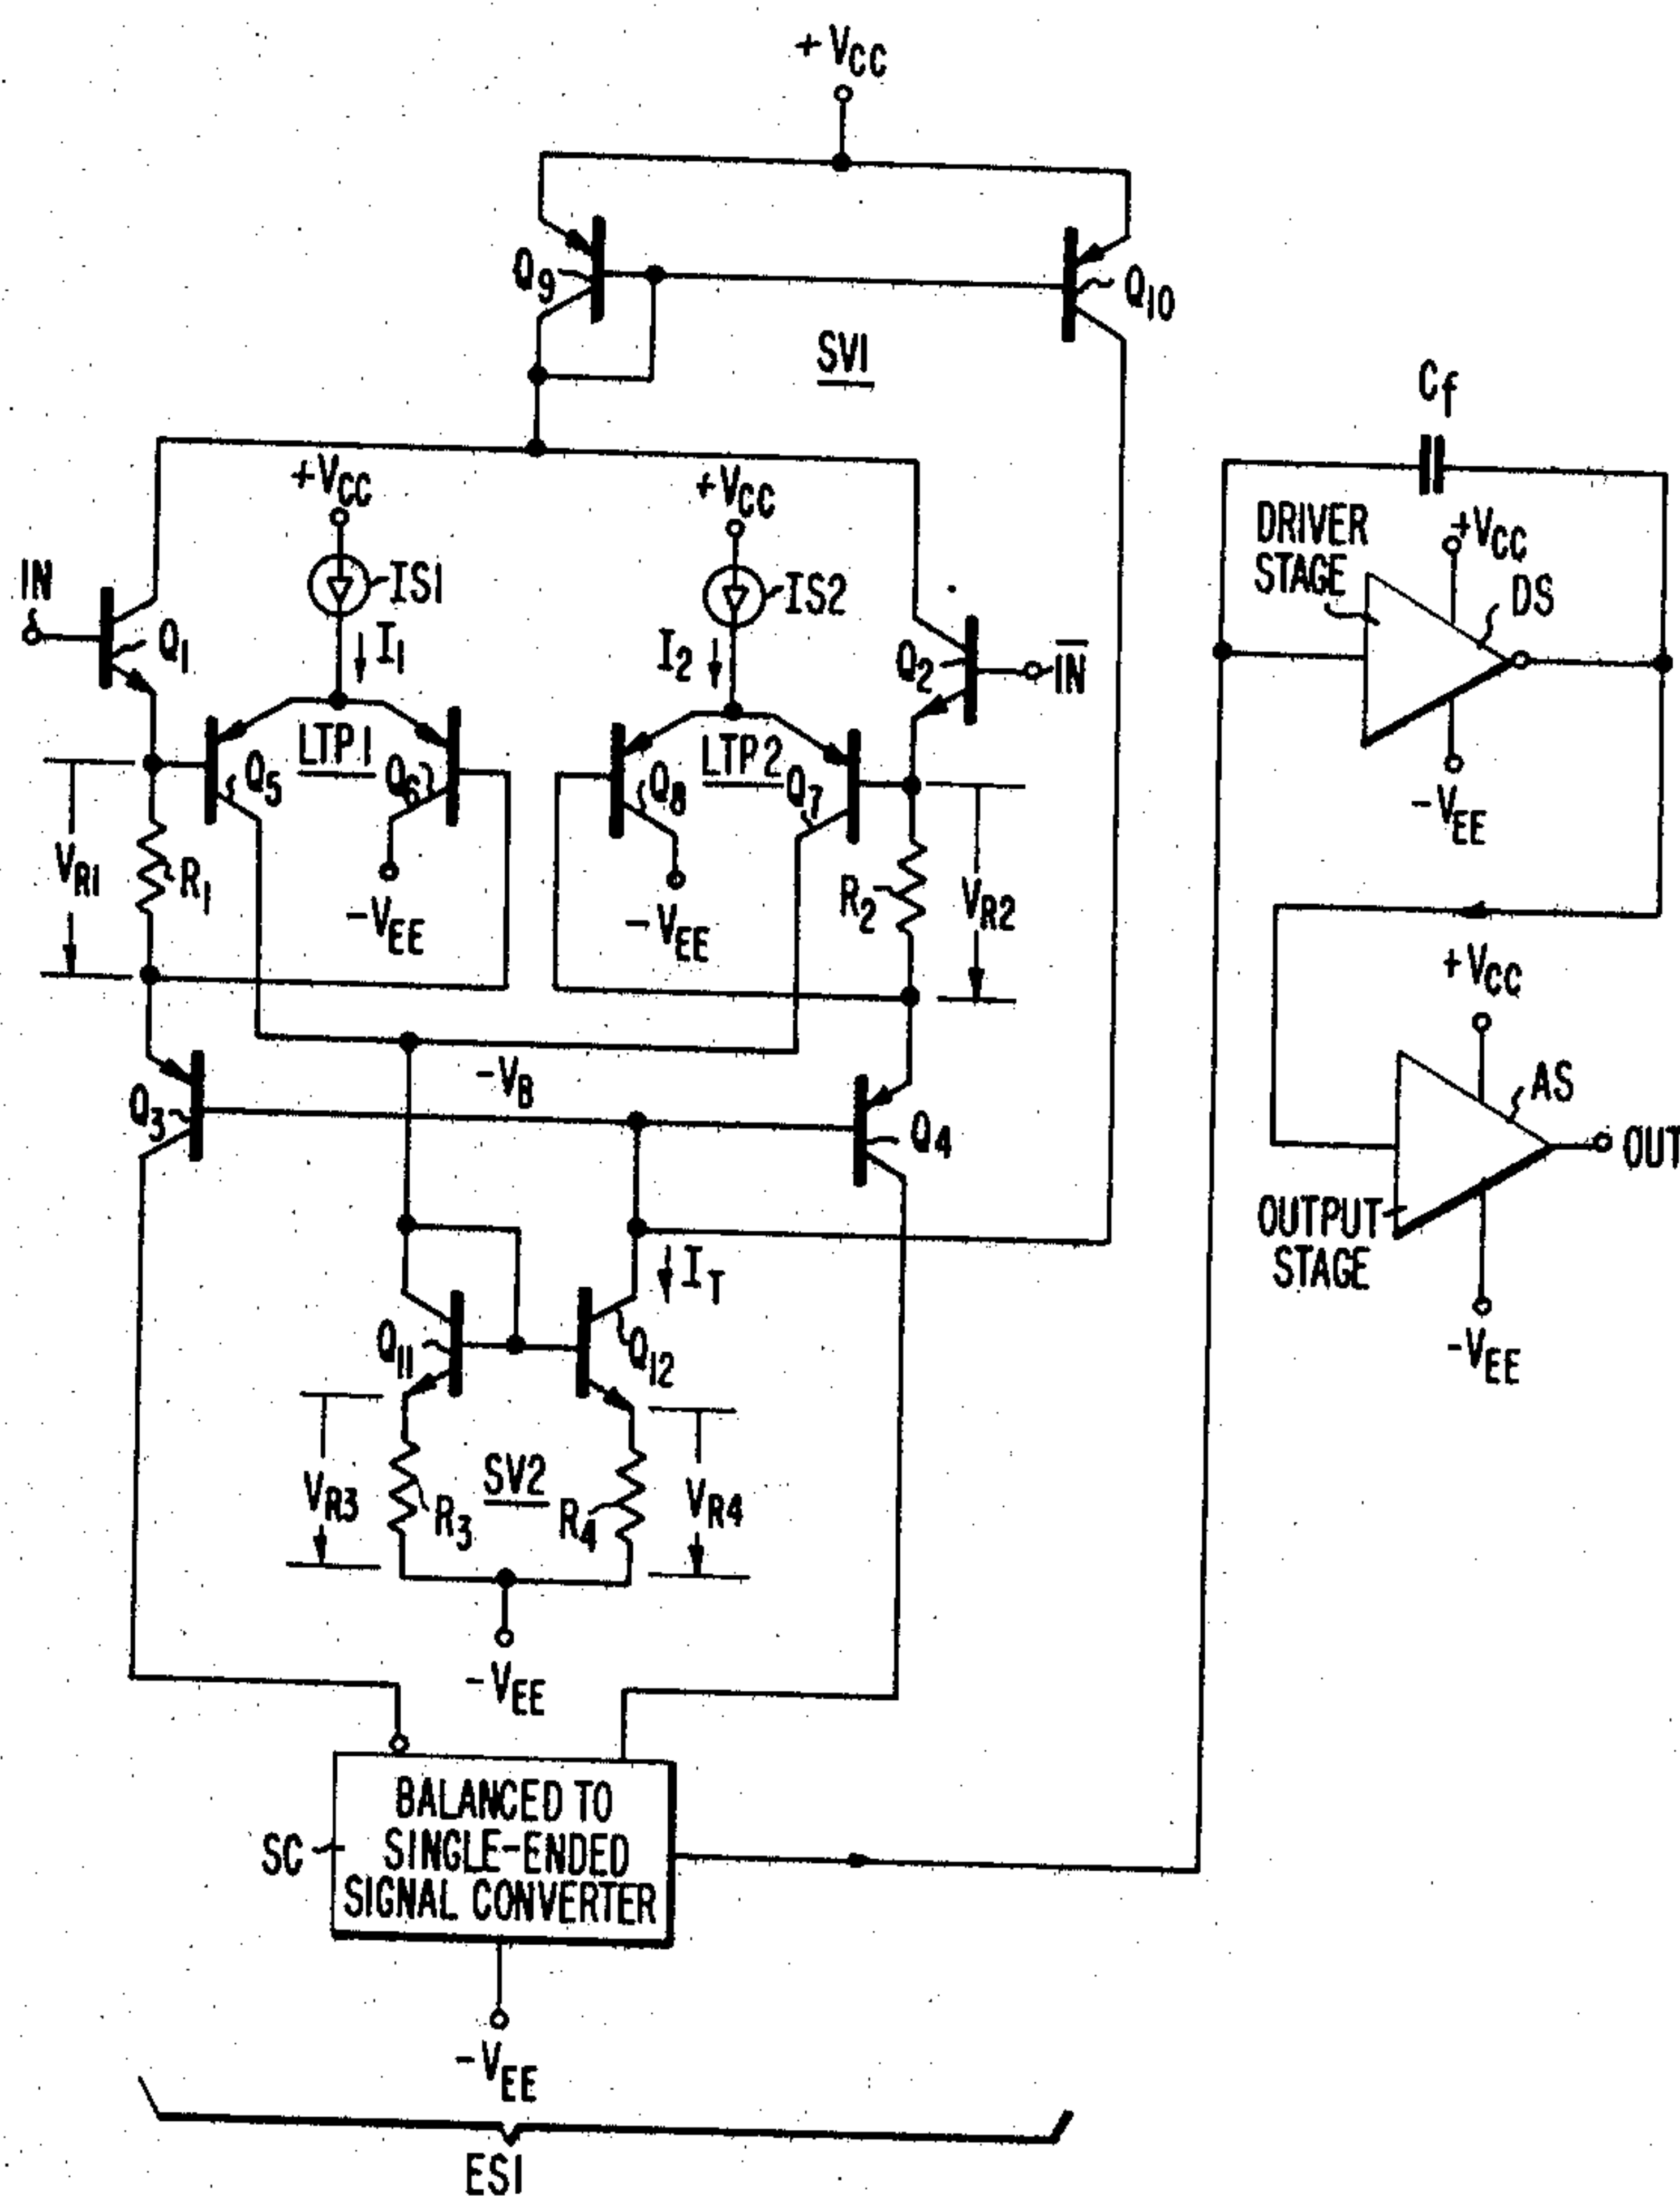 +VCC
Q9
Q10
SV1
Cf
+VCC
+VCC
DRIVER
STAGE
+VCC
IN
IS1
IS2
DS
Q1
I1
I2
Q2
IN
LTP1
LTP2
Q5
Q6
Q8
Q7
-VEE
VR1
R1
R2
VR2
-VEE
-VEE
+VCC
-VB
AS
Q3
Q4
OUT
OUTPUT
STAGE
IT
Q11
Q12
-VEE
VR3
R3
SV2
R4
VR4
-VEE
BALANCED TO
SC
SINGLE-ENDED
SIGNAL CONVERTER
-VEE
ES1